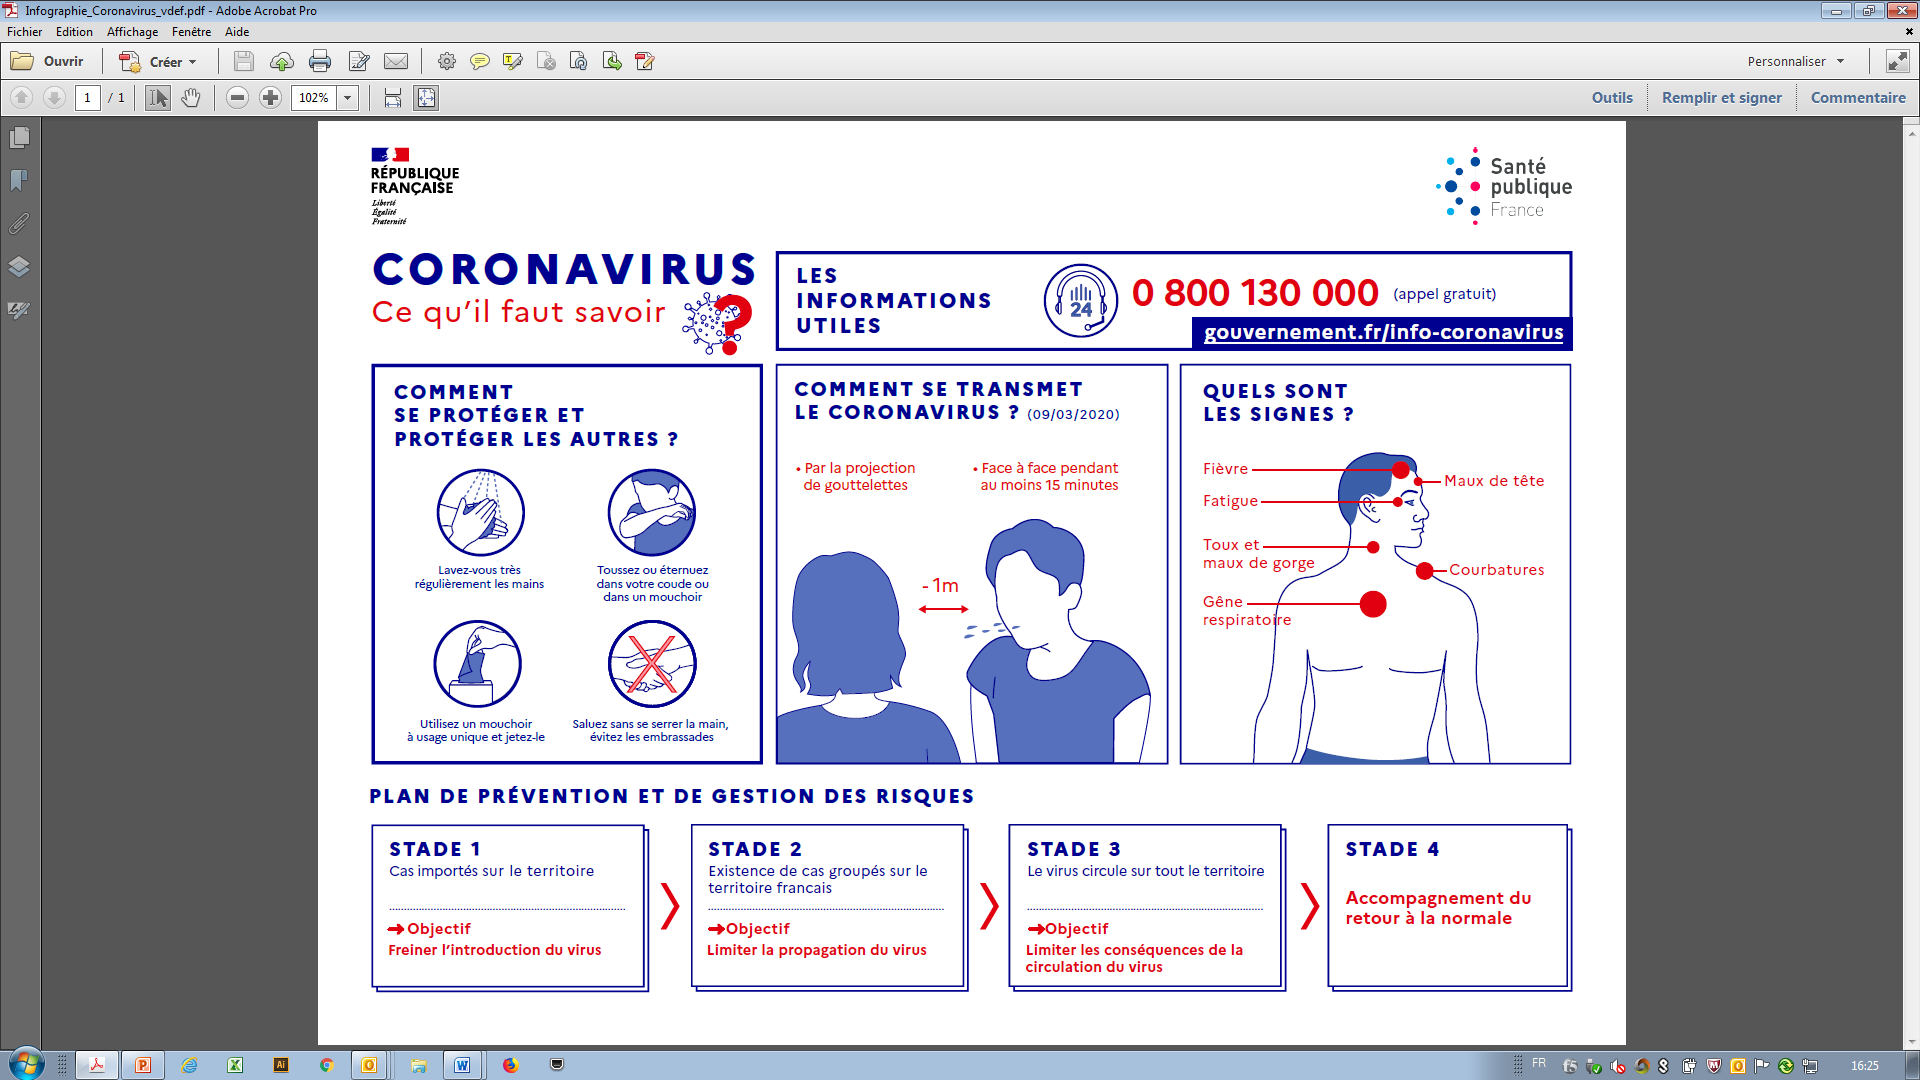 Infographie_Coronavirus_vdef.pdf - Adobe Acrobat Pro
Fichier Edition Affichage Fenêtre Aide
Ouvrir Créer Personnaliser
1 / 1 102% Outils Remplir et signer Commentaire
RÉPUBLIQUE
FRANÇAISE
Liberté
Égalité
Fraternité
Santé
publique
France
CORONAVIRUS
Ce qu'il faut savoir
?
LES
INFORMATIONS
UTILES
24
0 800 130 000 (appel gratuit)
gouvernement.fr/info-coronavirus
COMMENT
SE PROTÉGER ET
PROTÉGER LES AUTRES ?
Lavez-vous très
régulièrement les mains
Toussez ou éternuez
dans votre coude ou
dans un mouchoir
Utilisez un mouchoir
à usage unique et jetez-le
Saluez sans se serrer la main,
évitez les embrassades
COMMENT SE TRANSMET
LE CORONAVIRUS ? (09/03/2020)
• Par la projection
de gouttelettes
• Face à face pendant
au moins 15 minutes
- 1m
QUELS SONT
LES SIGNES ?
Fièvre
Maux de tête
Fatigue
Toux et
maux de gorge
Courbatures
Gêne
respiratoire
PLAN DE PRÉVENTION ET DE GESTION DES RISQUES
STADE 1
Cas importés sur le territoire
Objectif
Freiner l'introduction du virus
STADE 2
Existence de cas groupés sur le
territoire francais
Objectif
Limiter la propagation du virus
STADE 3
Le virus circule sur tout le territoire
Objectif
Limiter les conséquences de la
circulation du virus
STADE 4
Accompagnement du
retour à la normale
FR 16:25